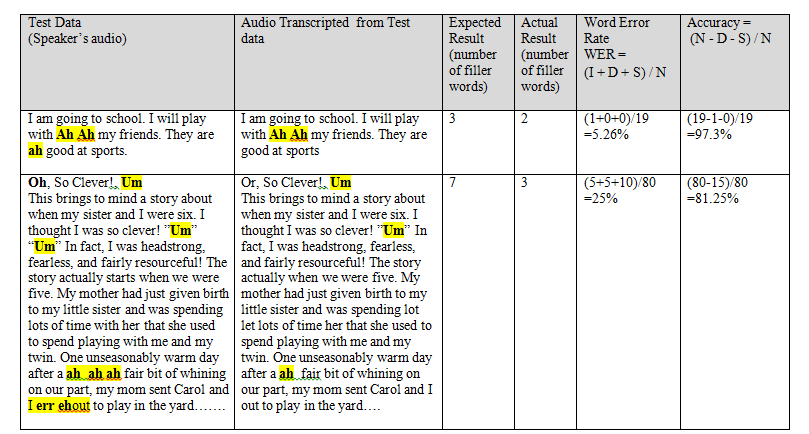 Test Data
(Speaker's audio)
Audio Transcripted from Test
data
Expected
Result
(number
of filler
words)
Actual
Result
(number
of filler
words)
Word Error
Rate
WER =
(I + D + S) / N
Accuracy =
(N - D - S) / N
I am going to school. I will play
with Ah Ah my friends. They are
ah good at sports.
I am going to school. I will play
with Ah Ah my friends. They are
good at sports
3
2
(1+0+0)/19
=5.26%
(19-1-0)/19
=97.3%
Oh, So Clever!, Um
This brings to mind a story about
when my sister and I were six. I
thought I was so clever! "Um"
"Um" In fact, I was headstrong,
fearless, and fairly resourceful! The
story actually starts when we were
five. My mother had just given birth
to my little sister and was spending
lots of time with her that she used
to spend playing with me and my
twin. One unseasonably warm day
after a ah ah ah fair bit of whining
on our part, my mom sent Carol and
I err ehout to play in the yard…….
Or, So Clever!, Um
This brings to mind a story about
when my sister and I were six. I
thought I was so clever! "Um" In
fact, I was headstrong, fearless,
and fairly resourceful! The story
actually when we were five. My
mother had just given birth to my
little sister and was spending lot
let lots of time her that she used to
spend playing with me and my
twin. One unseasonably warm day
after a ah fair bit of whining on
our part, my mom sent Carol and I
out to play in the yard….
7
3
(5+5+10)/80
=25%
(80-15)/80
=81.25%